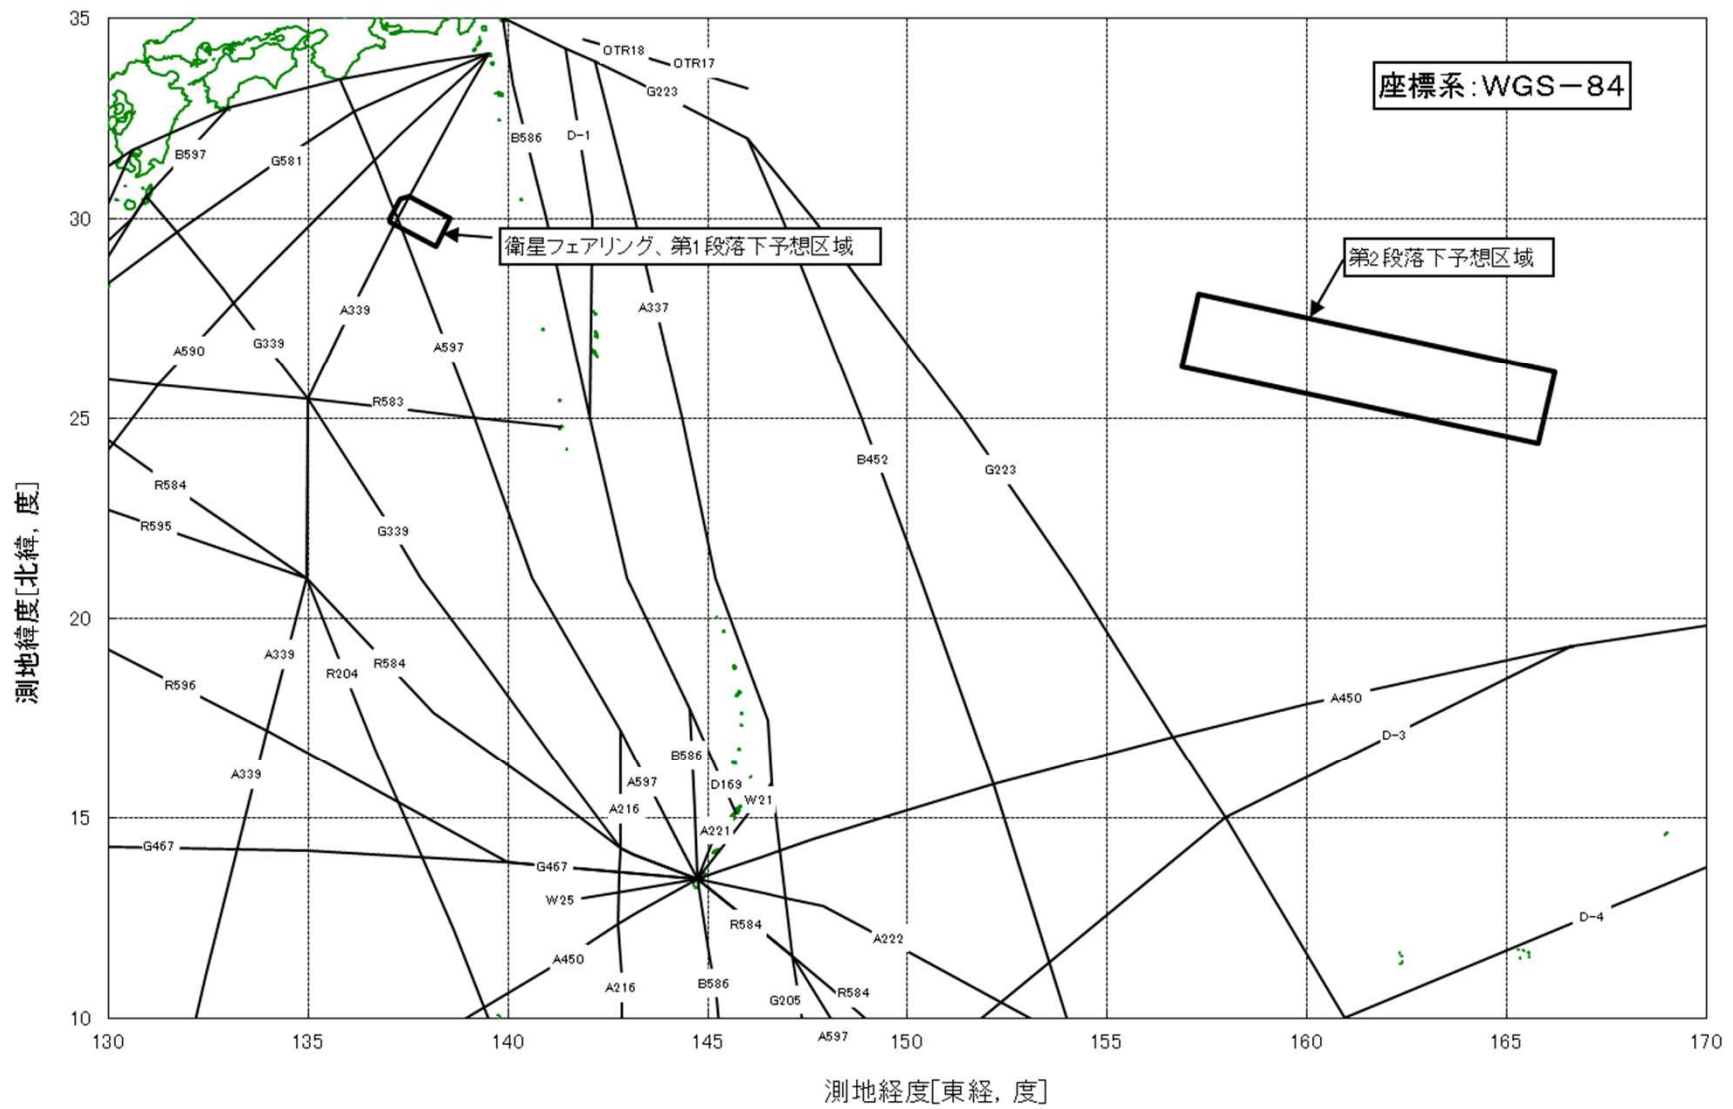 35
OTR18
OTR17
座標系:WGS-84
G223
B586
D-1
B597
G581
30
衛星フェアリング、第1段落下予想区域
第2段落下予想区域
A339
A337
G339
A597
A590
R583
25
B452
G223
R584
R595
G339
測地緯度[北緯, 度]
20
A339
R584
R204
R596
A450
D-3
B586
A339
A597
D169
W21
A216
15
A221
G467
G467
W25
R584
D-4
A222
A450
B586
A216
R584
G205
10
A597
130
135
140
145
150
155
160
165
170
測地経度[東経, 度]